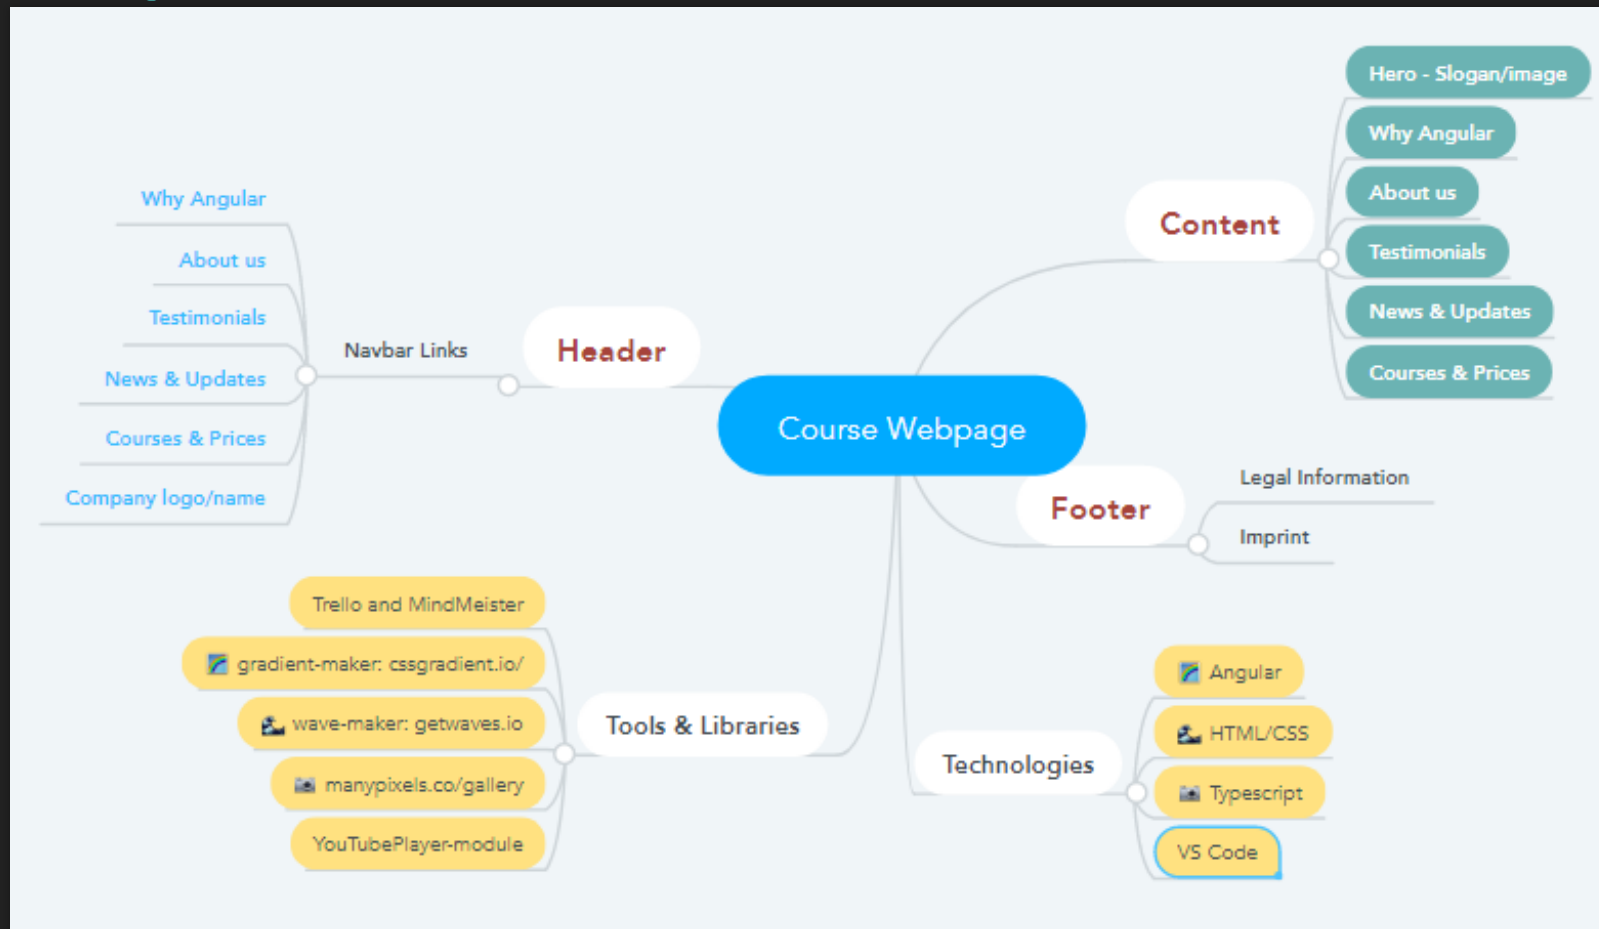 Course Webpage
Header
Navbar Links
Why Angular
About us
Testimonials
News & Updates
Courses & Prices
Company logo/name
Content
Hero - Slogan/image
Why Angular
About us
Testimonials
News & Updates
Courses & Prices
Footer
Legal Information
Imprint
Tools & Libraries
Trello and MindMeister
gradient-maker: cssgradient.io/
wave-maker: getwaves.io
manypixels.co/gallery
YouTubePlayer-module
Technologies
Angular
HTML/CSS
Typescript
VS Code